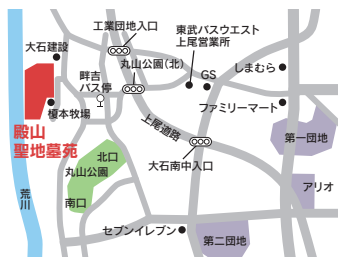 工業団地入口
東武バスウエスト
上尾営業所
大石建設
丸山公園(北)
畔吉
バス停
GS
しまむら
榎本牧場
ファミリーマート
殿山
聖地墓苑
上尾道路
第一団地
大石南中入口
北口
丸山公園
荒川
南口
アリオ
セブンイレブン
第二団地